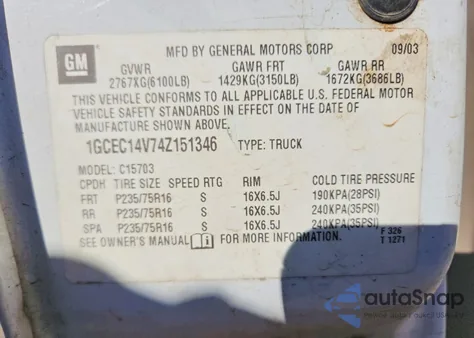 GM
MFD BY GENERAL MOTORS CORP 09/03
GVWR GAWR FRT GAWR RR
2767KG(6100LB) 1429KG(3150LB) 1672KG(3686LB)
THIS VEHICLE CONFORMS TO ALL APPLICABLE U.S. FEDERAL MOTOR
VEHICLE SAFETY STANDARDS IN EFFECT ON THE DATE OF
MANUFACTURE SHOWN ABOVE.
1GCEC14V74Z151346 TYPE: TRUCK
MODEL: C15703
CPDH TIRE SIZE SPEED RTG RIM COLD TIRE PRESSURE
FRT P235/75R16 S 16X6.5J 190KPA(28PSI)
RR P235/75R16 S 16X6.5J 240KPA(35PSI)
SPA P235/75R16 S 16X6.5J 240KPA(35PSI)
SEE OWNER'S MANUAL FOR MORE INFORMATION. F 326
T 1271
autoSnap